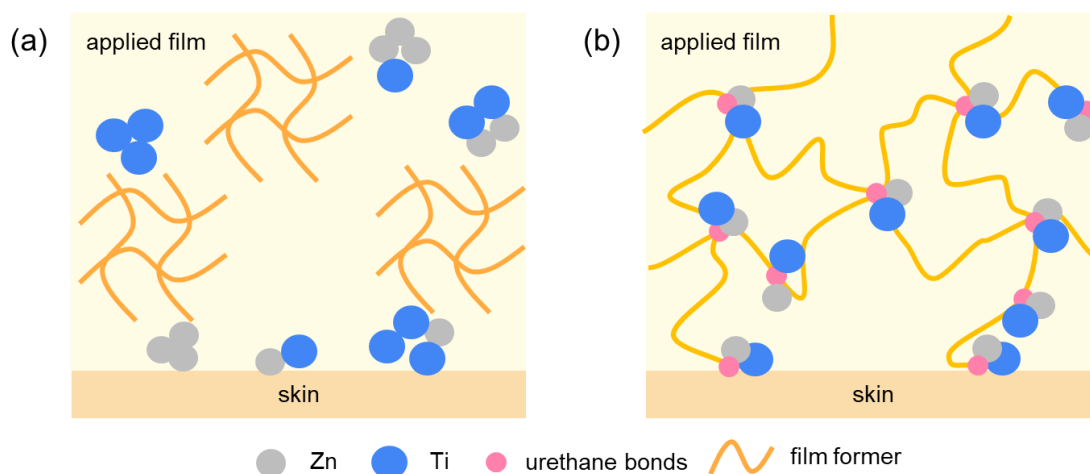 (a)
applied film
skin
(b)
applied film
skin
Zn
Ti
urethane bonds
film former